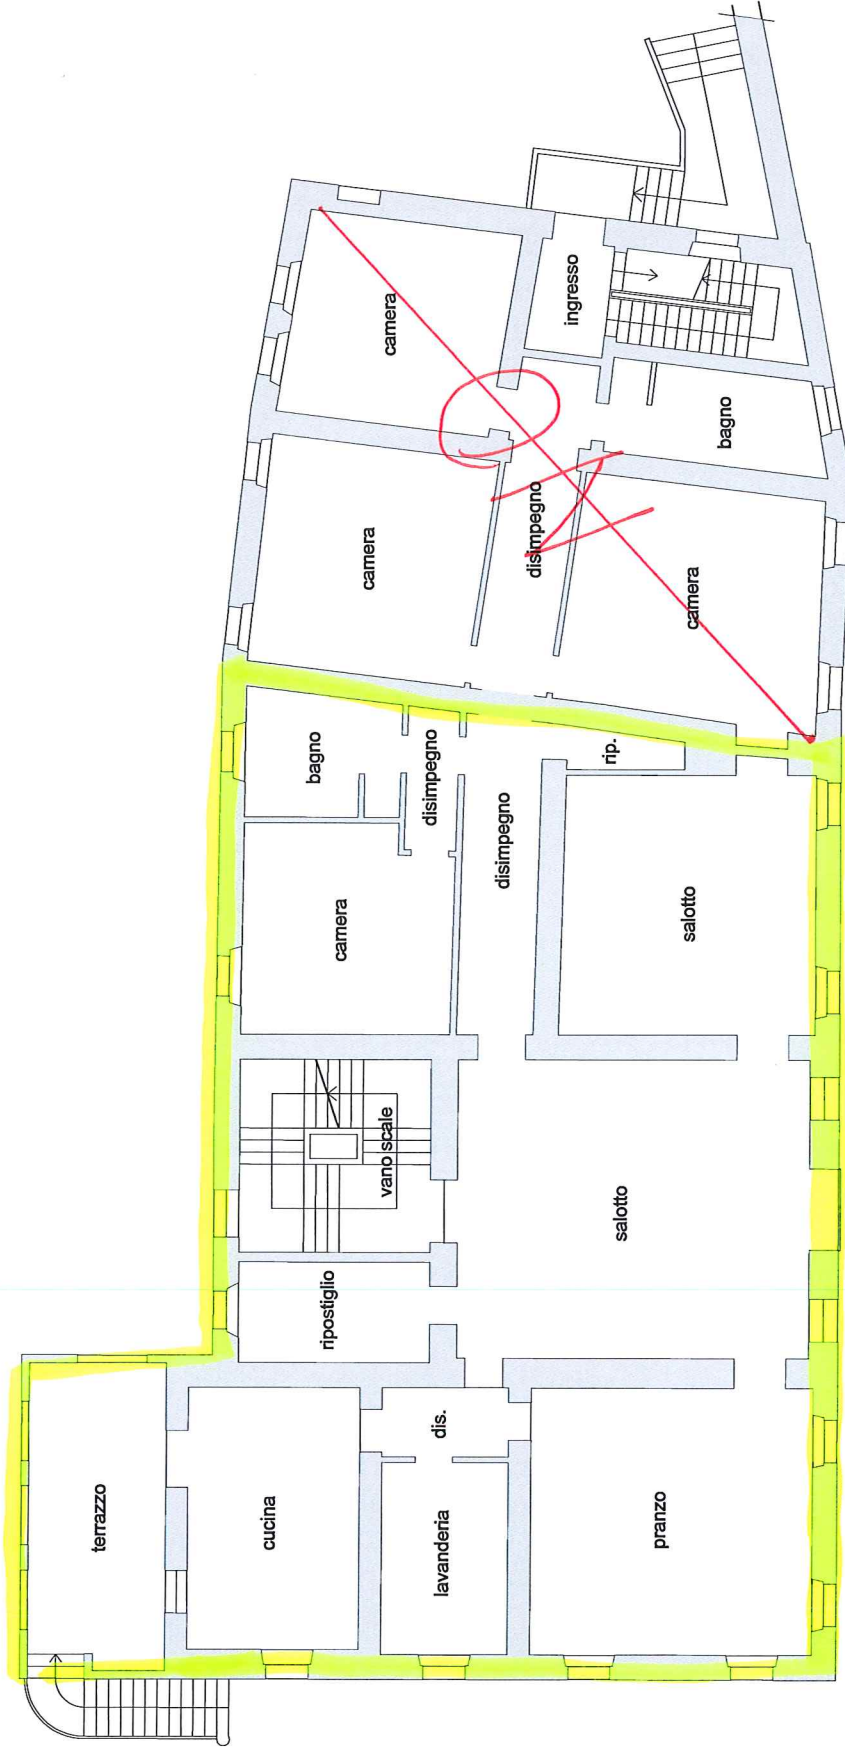 terrazzo
cucina
ripostiglio
vano scale
camera
bagno
disimpegno
camera
camera
lavanderia
dis.
disimpegno
disimpegno
NO
ingresso
pranzo
salotto
salotto
rip.
camera
bagno